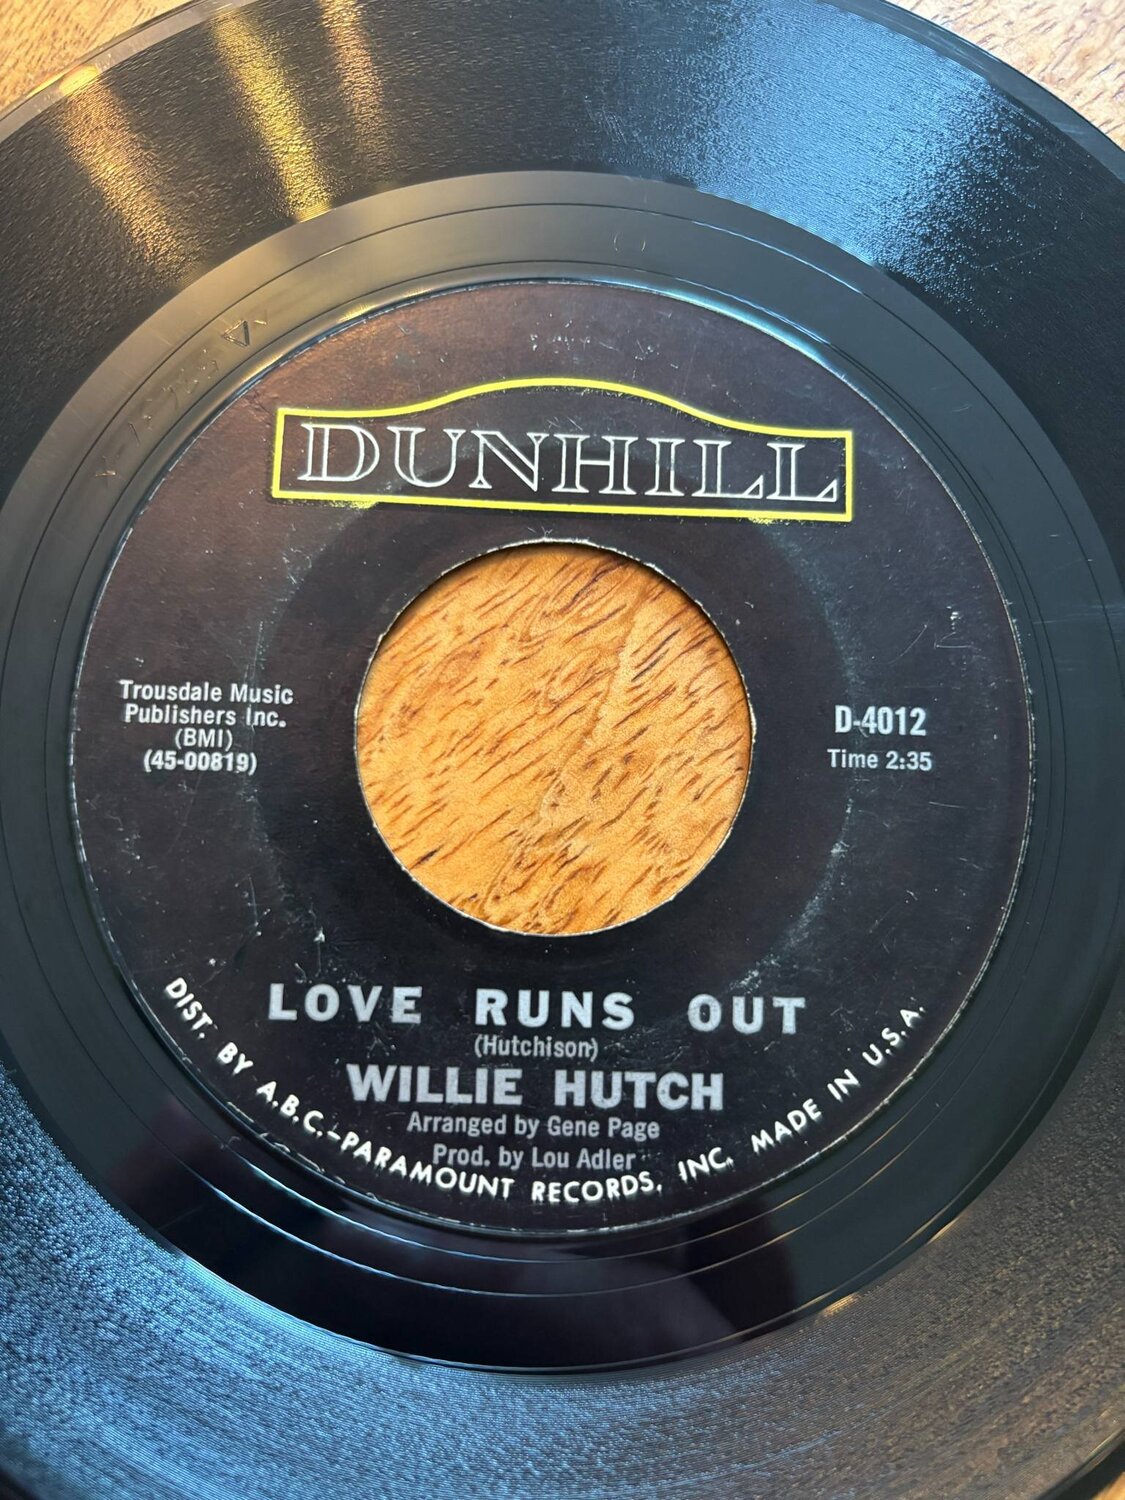 DUNHILL
Trousdale Music
Publishers Inc.
(BMI)
(45-00819)
D-4012
Time 2:35
LOVE RUNS OUT
(Hutchison)
WILLIE HUTCH
Arranged by Gene Page
Prod. by Lou Adler
DIST. BY A.B.C.-PARAMOUNT RECORDS, INC. MADE IN U.S.A.